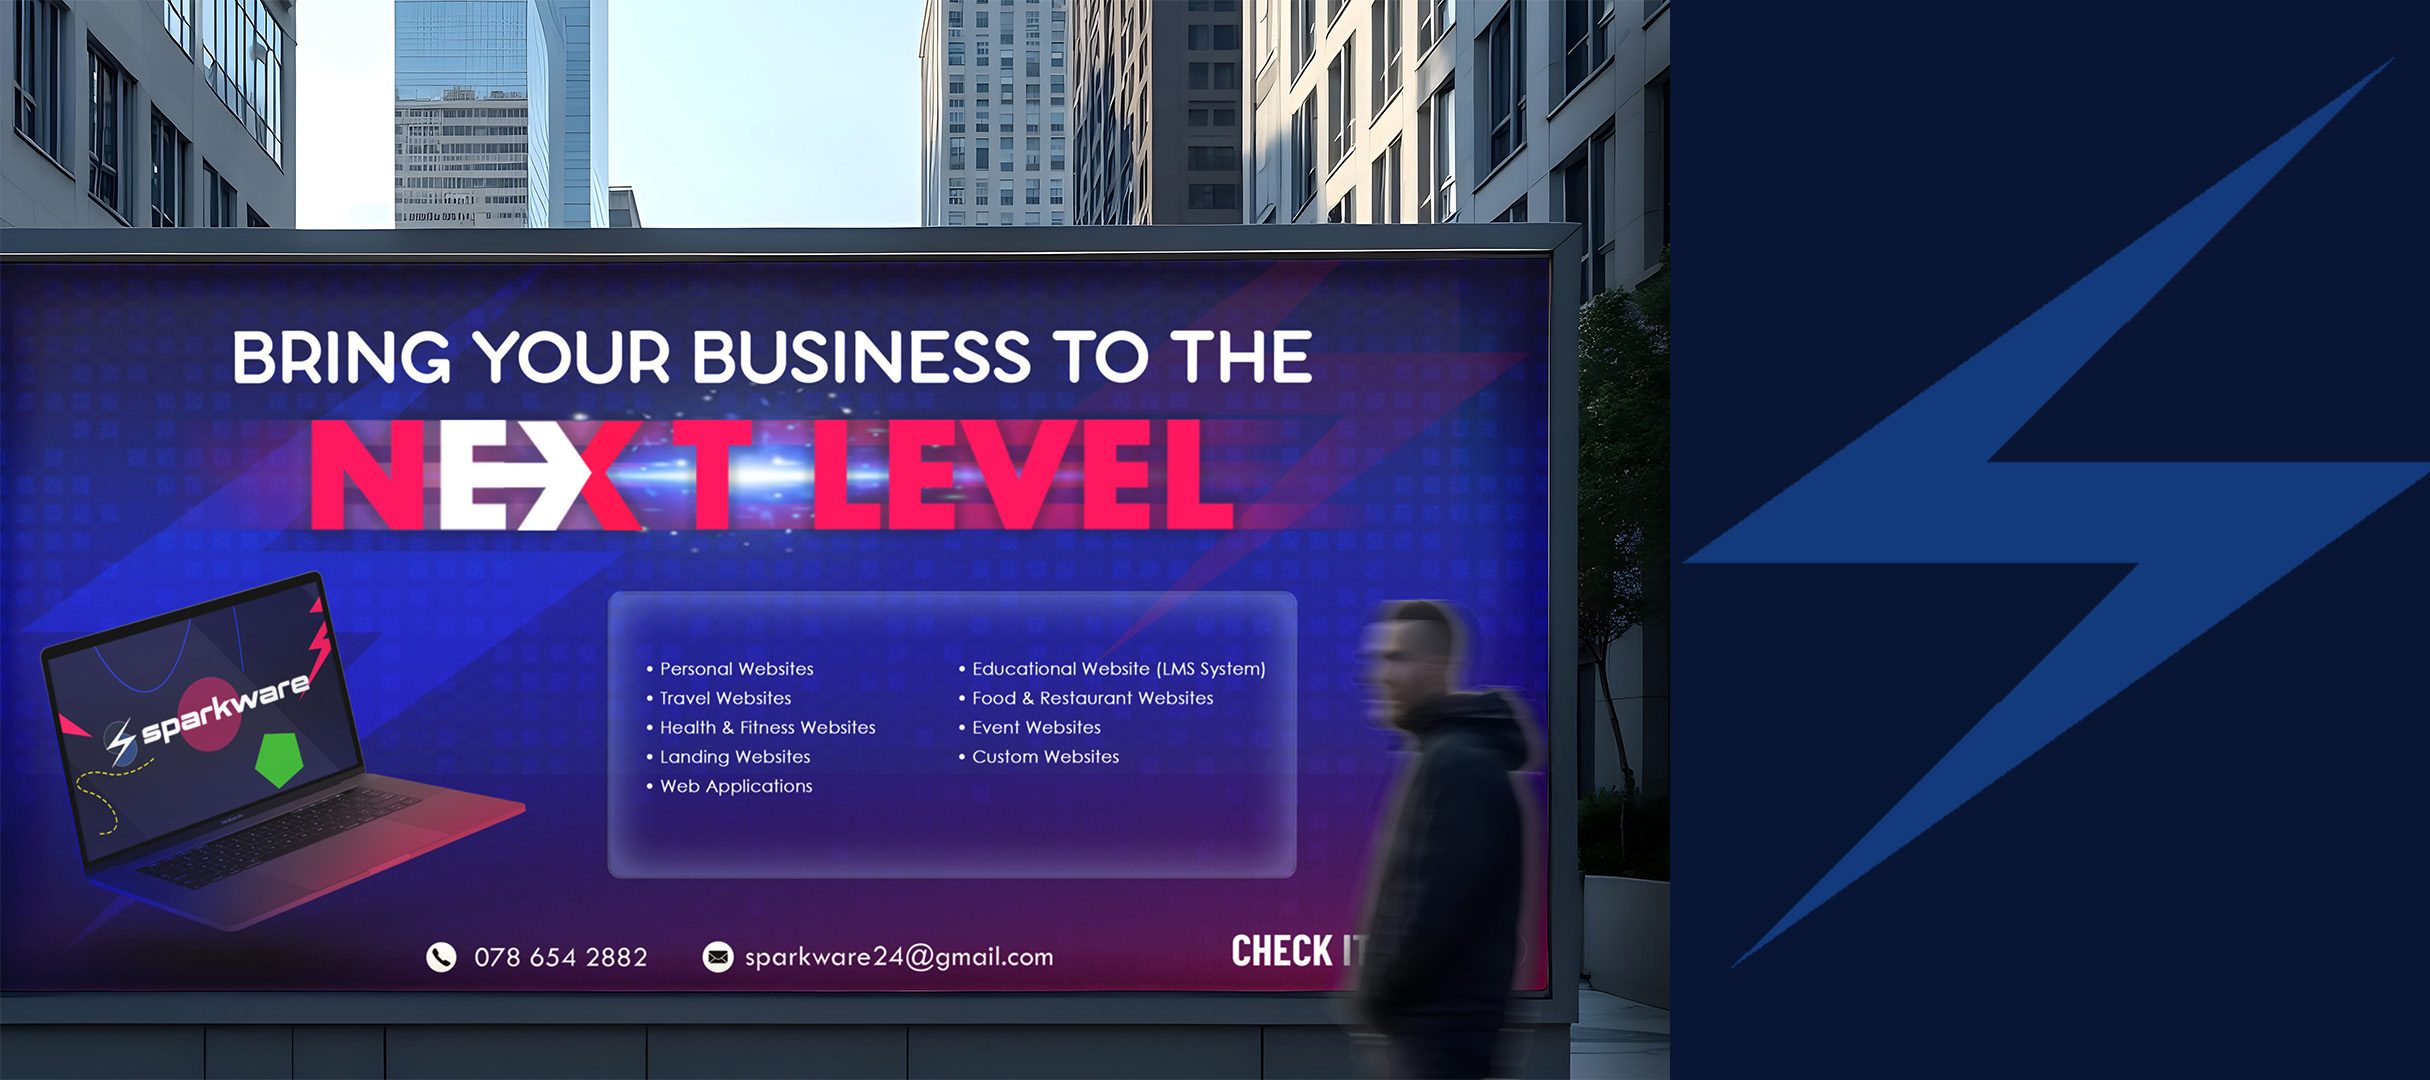 BRING YOUR BUSINESS TO THE
NEXT LEVEL
sparkware
• Personal Websites
• Travel Websites
• Health & Fitness Websites
• Landing Websites
• Web Applications
• Educational Website (LMS System)
• Food & Restaurant Websites
• Event Websites
• Custom Websites
078 654 2882
sparkware24@gmail.com
CHECK IT